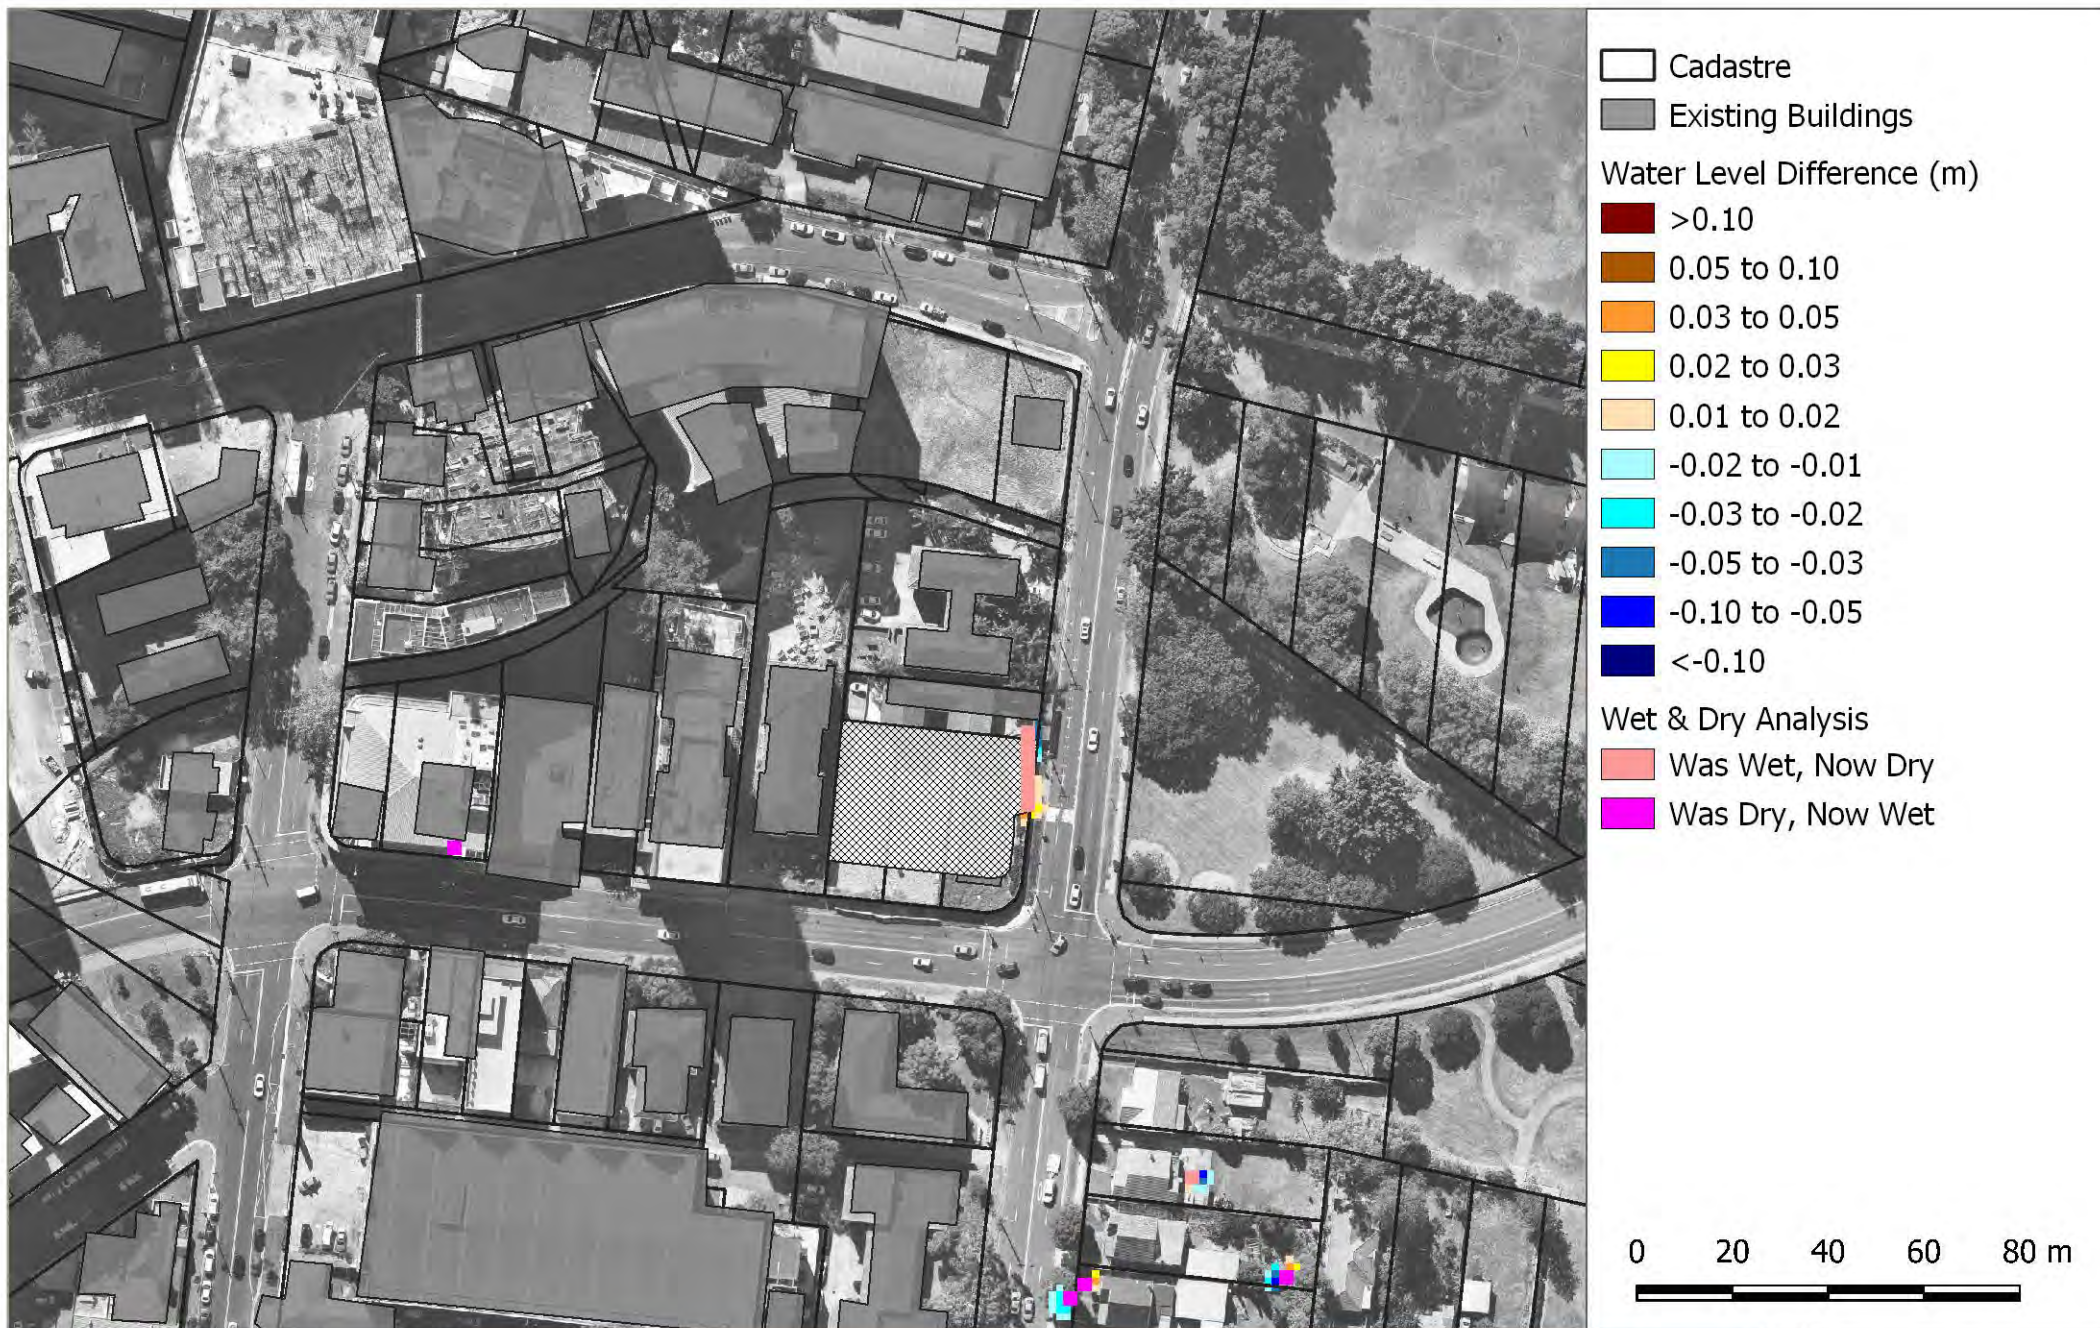 Cadastre
Existing Buildings
Water Level Difference (m)
>0.10
0.05 to 0.10
0.03 to 0.05
0.02 to 0.03
0.01 to 0.02
-0.02 to -0.01
-0.03 to -0.02
-0.05 to -0.03
-0.10 to -0.05
<-0.10
Wet & Dry Analysis
Was Wet, Now Dry
Was Dry, Now Wet
0 20 40 60 80 m